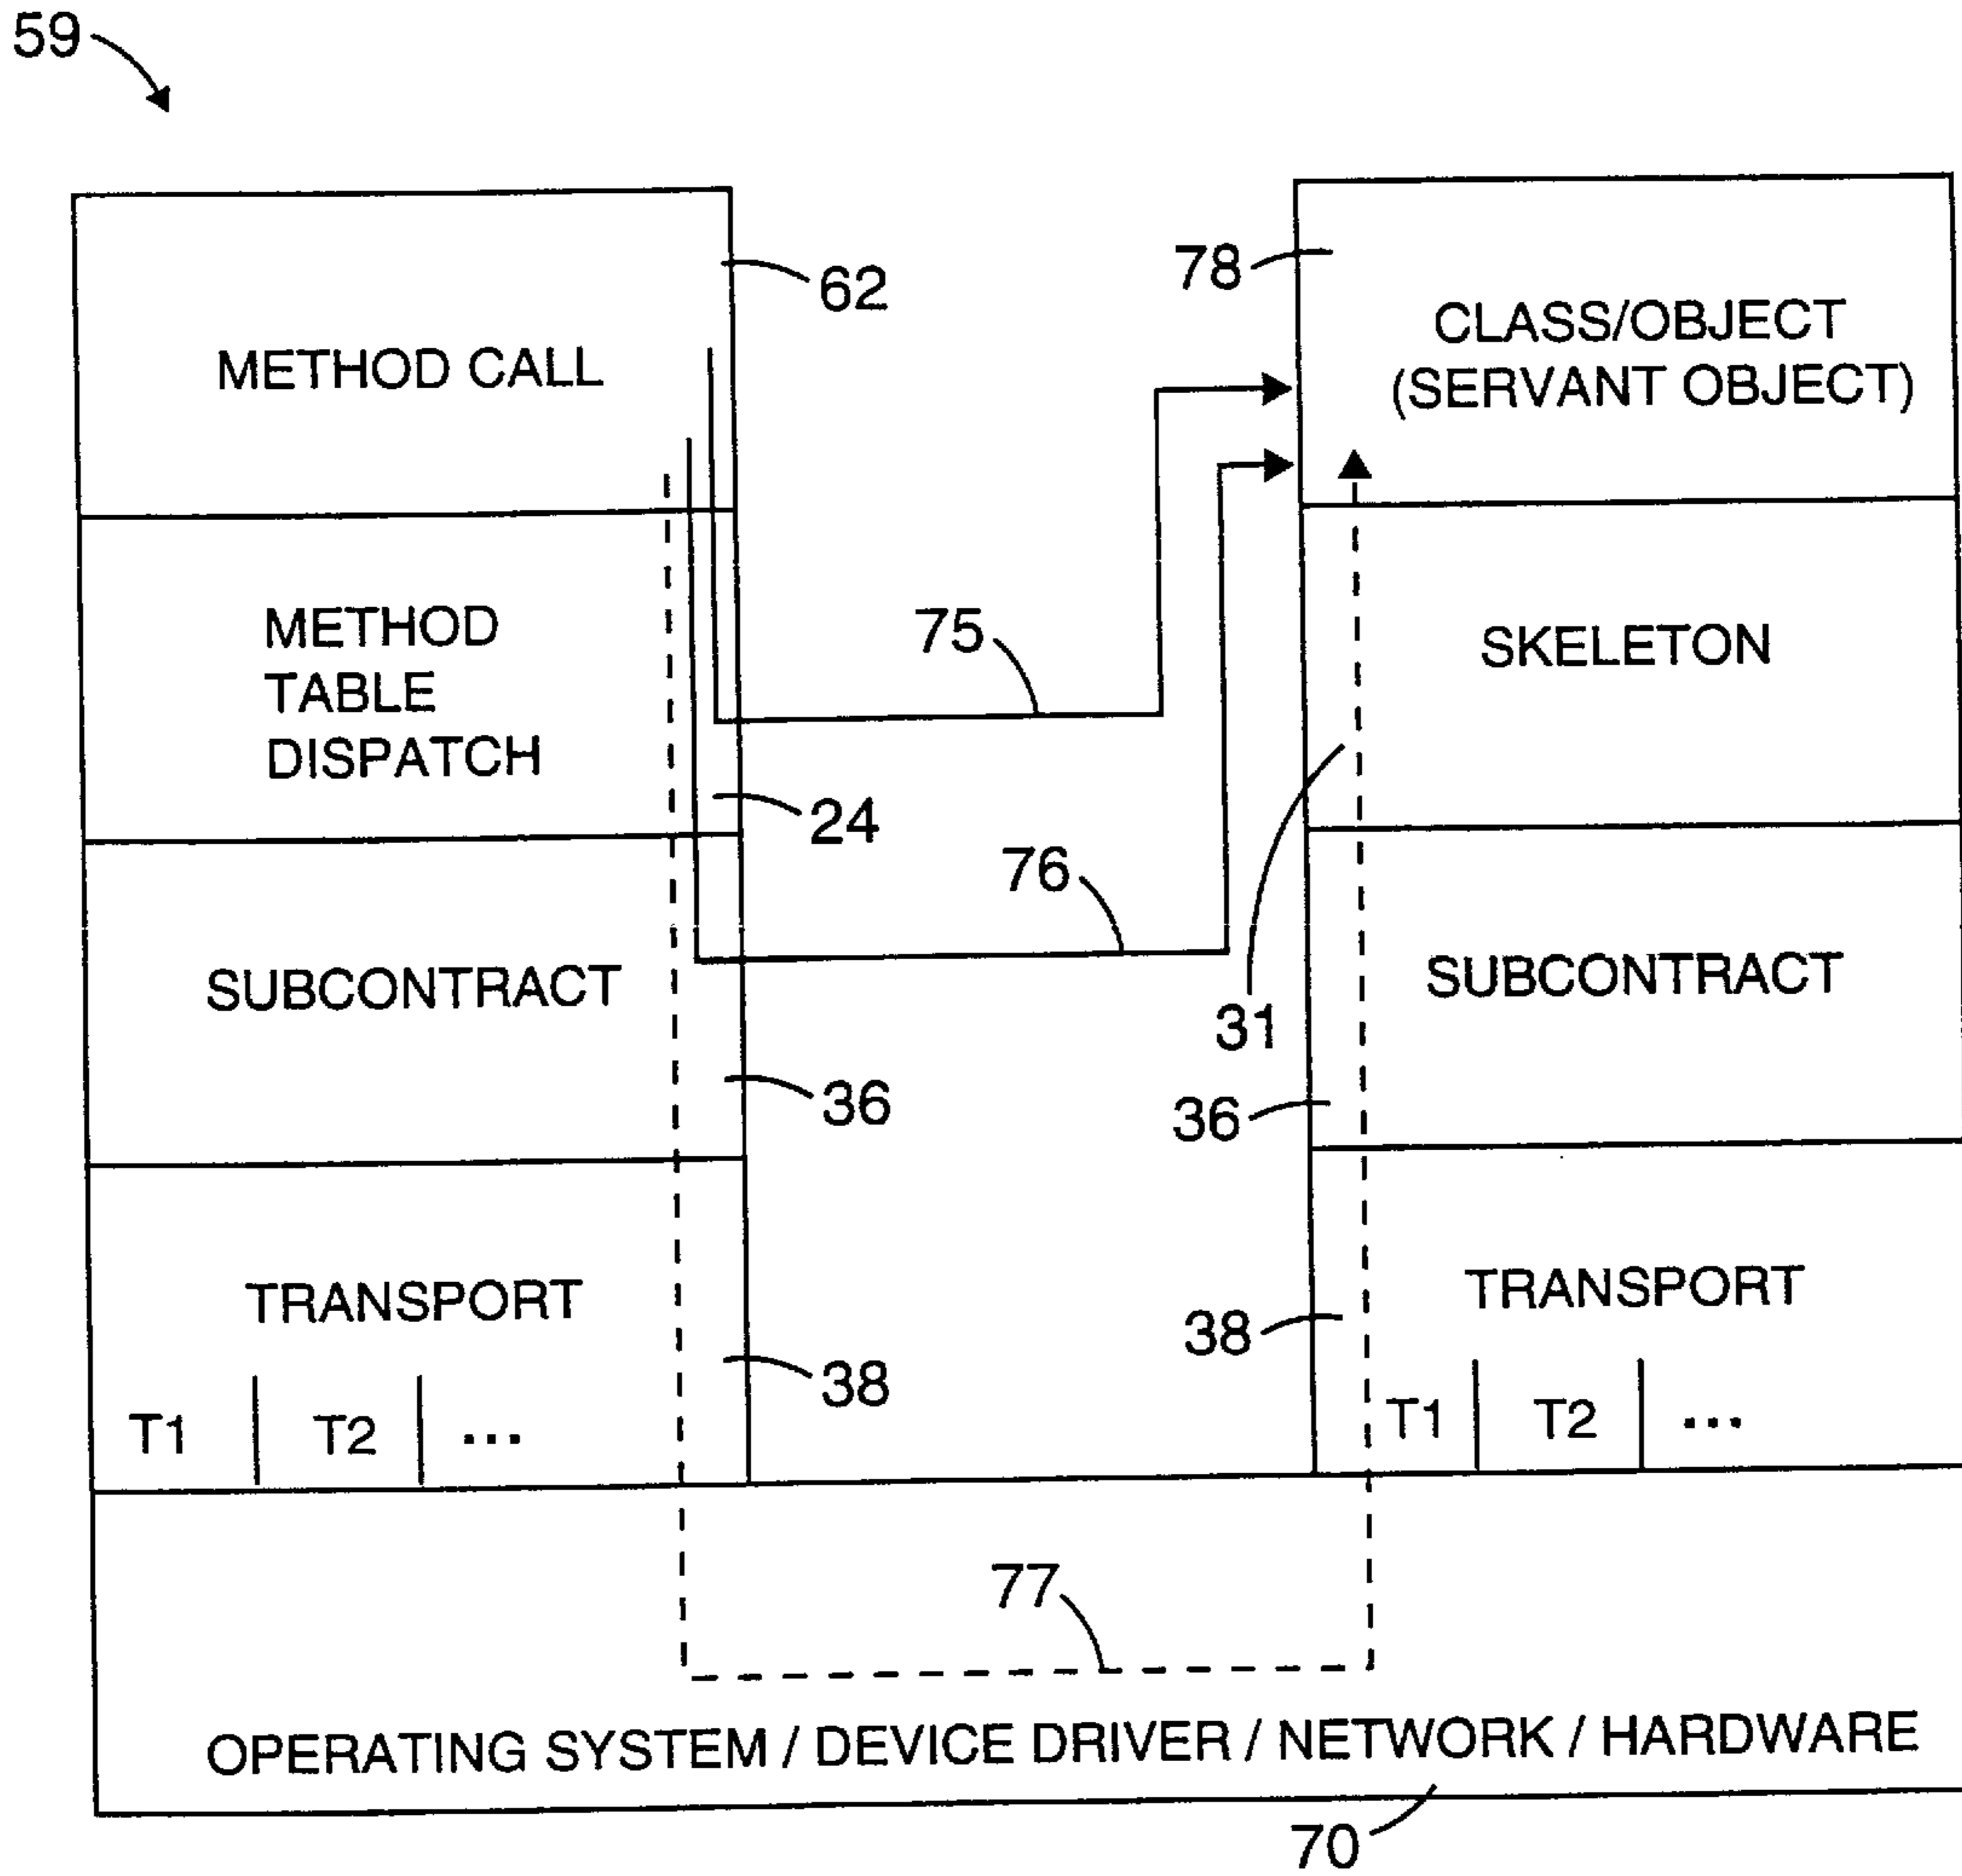 59
62
METHOD CALL
78
CLASS/OBJECT
(SERVANT OBJECT)
METHOD
TABLE
DISPATCH
24
75
SKELETON
31
SUBCONTRACT
36
76
SUBCONTRACT
36
TRANSPORT
38
T1 T2 ...
TRANSPORT
38
T1 T2 ...
77
OPERATING SYSTEM / DEVICE DRIVER / NETWORK / HARDWARE
70